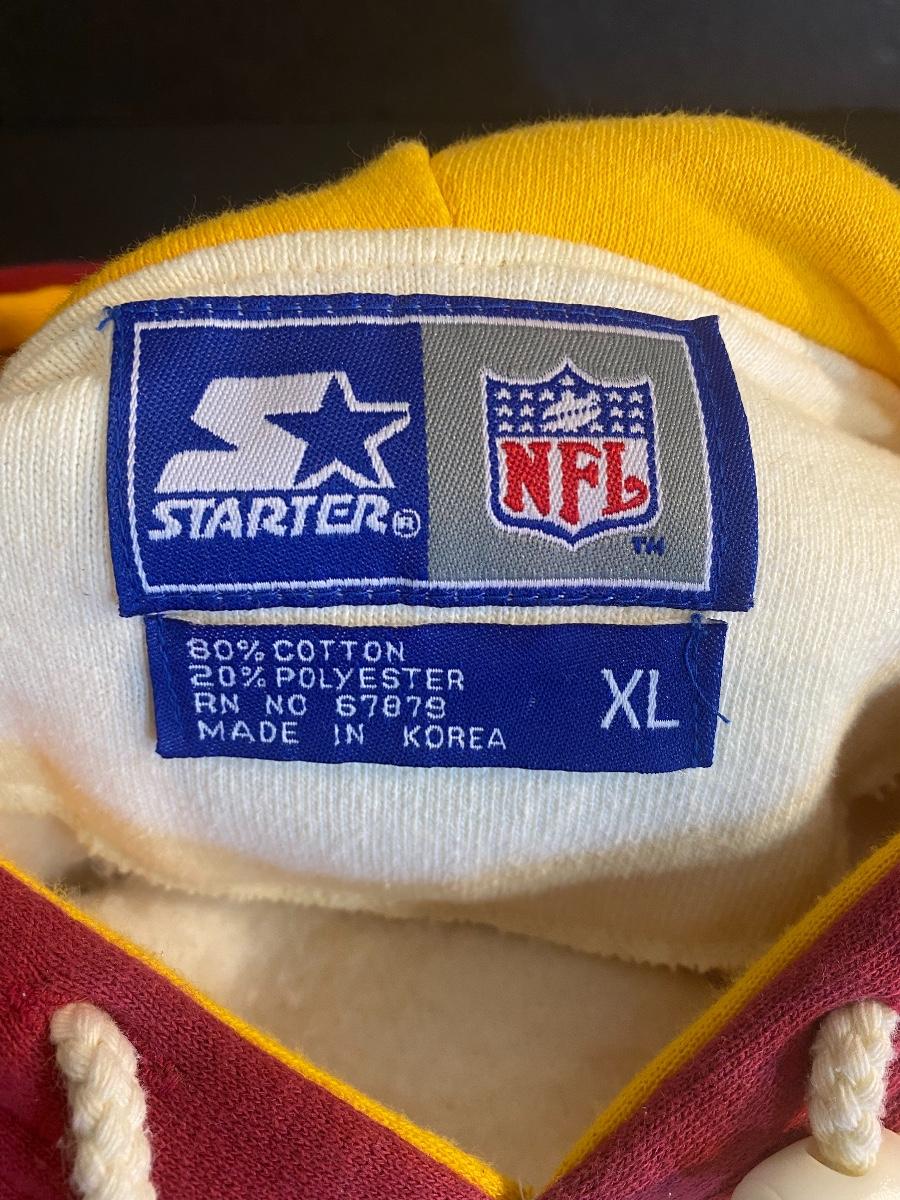 STARTER®
NFL
TM
80% COTTON
20% POLYESTER
RN NO 67879
MADE IN KOREA
XL